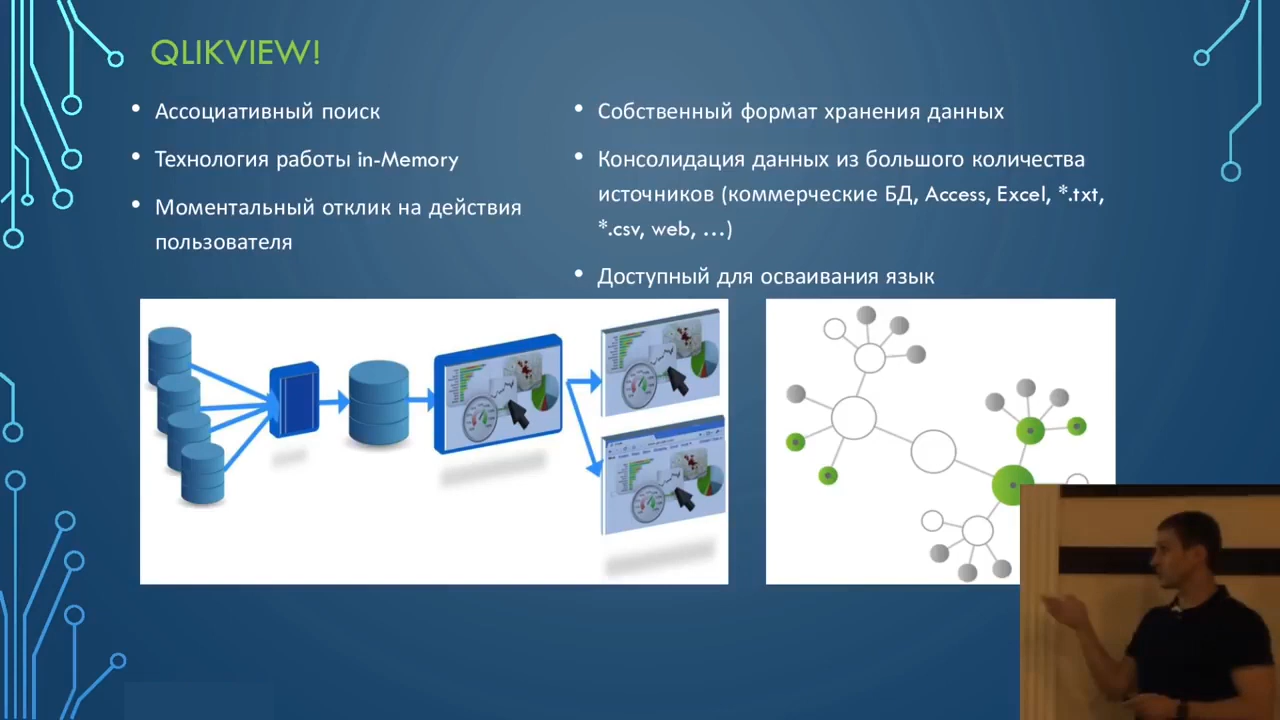 QLIKVIEW!
• Ассоциативный поиск
• Технология работы in-Memory
• Моментальный отклик на действия
пользователя
• Собственный формат хранения данных
• Консолидация данных из большого количества
источников (коммерческие БД, Access, Excel, *.txt,
*.csv, web, …)
• Доступный для осваивания язык